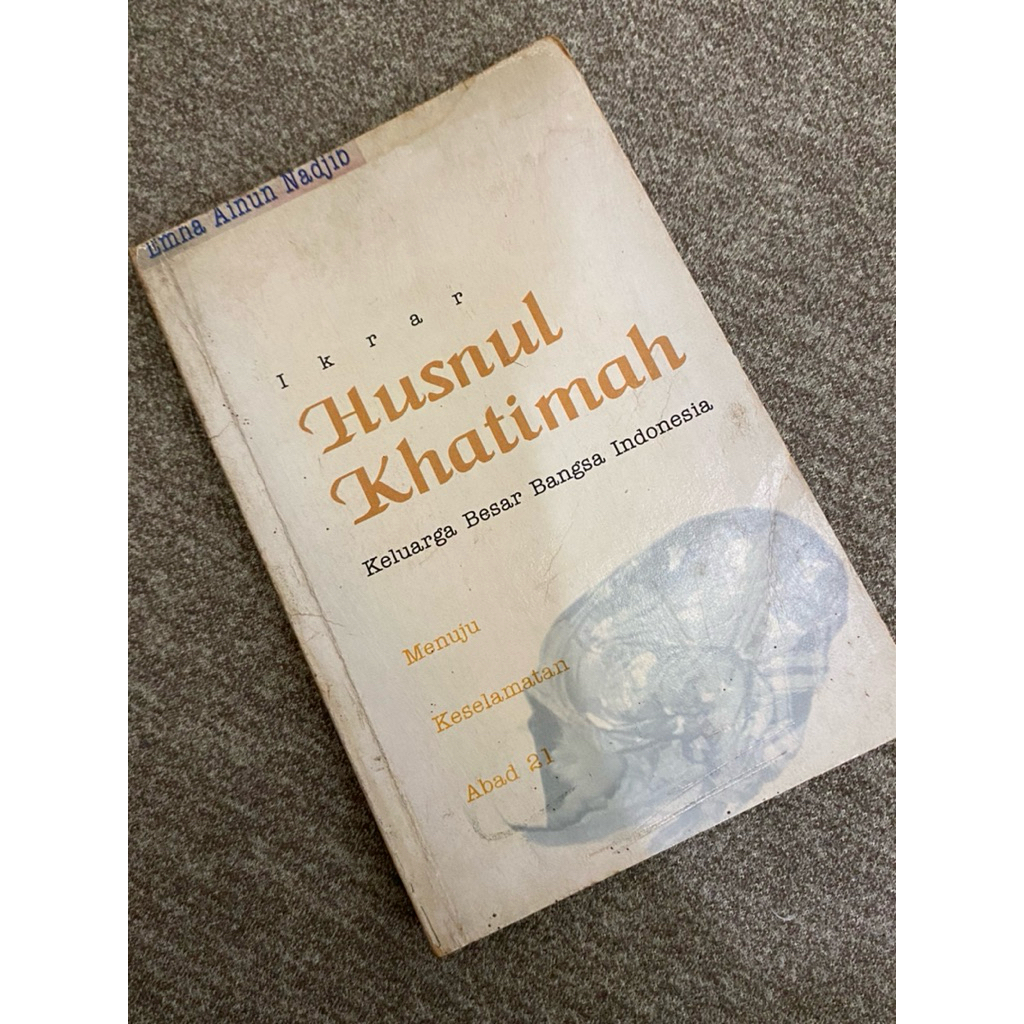 Emha Ainun Nadjib
Ikrar
Husnul
Khatimah
Keluarga Besar Bangsa Indonesia
Menuju
Keselamatan
Abad 21